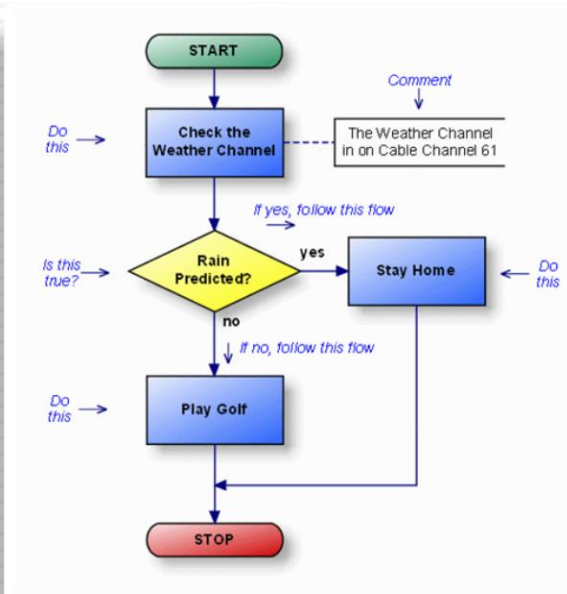 START
Comment
Do
this
Check the
Weather Channel
The Weather Channel
in on Cable Channel 61
If yes, follow this flow
Is this
true?
Rain
Predicted?
yes
Stay Home
Do
this
no
If no, follow this flow
Do
this
Play Golf
STOP